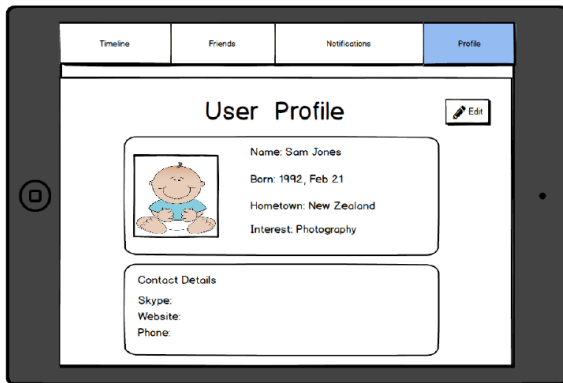 Timeline Friends Notifications Profile
User Profile
Edit
Name: Sam Jones
Born: 1992, Feb 21
Hometown: New Zealand
Interest: Photography
Contact Details
Skype:
Website:
Phone: